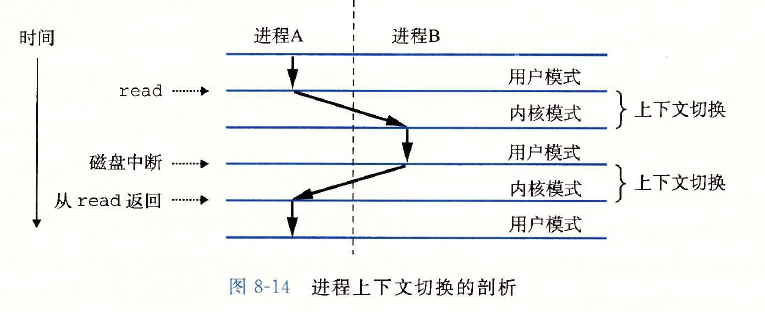 时间
进程A 进程B
用户模式
read
内核模式 上下文切换
用户模式
磁盘中断
内核模式 上下文切换
从 read 返回
用户模式
图 8-14 进程上下文切换的剖析